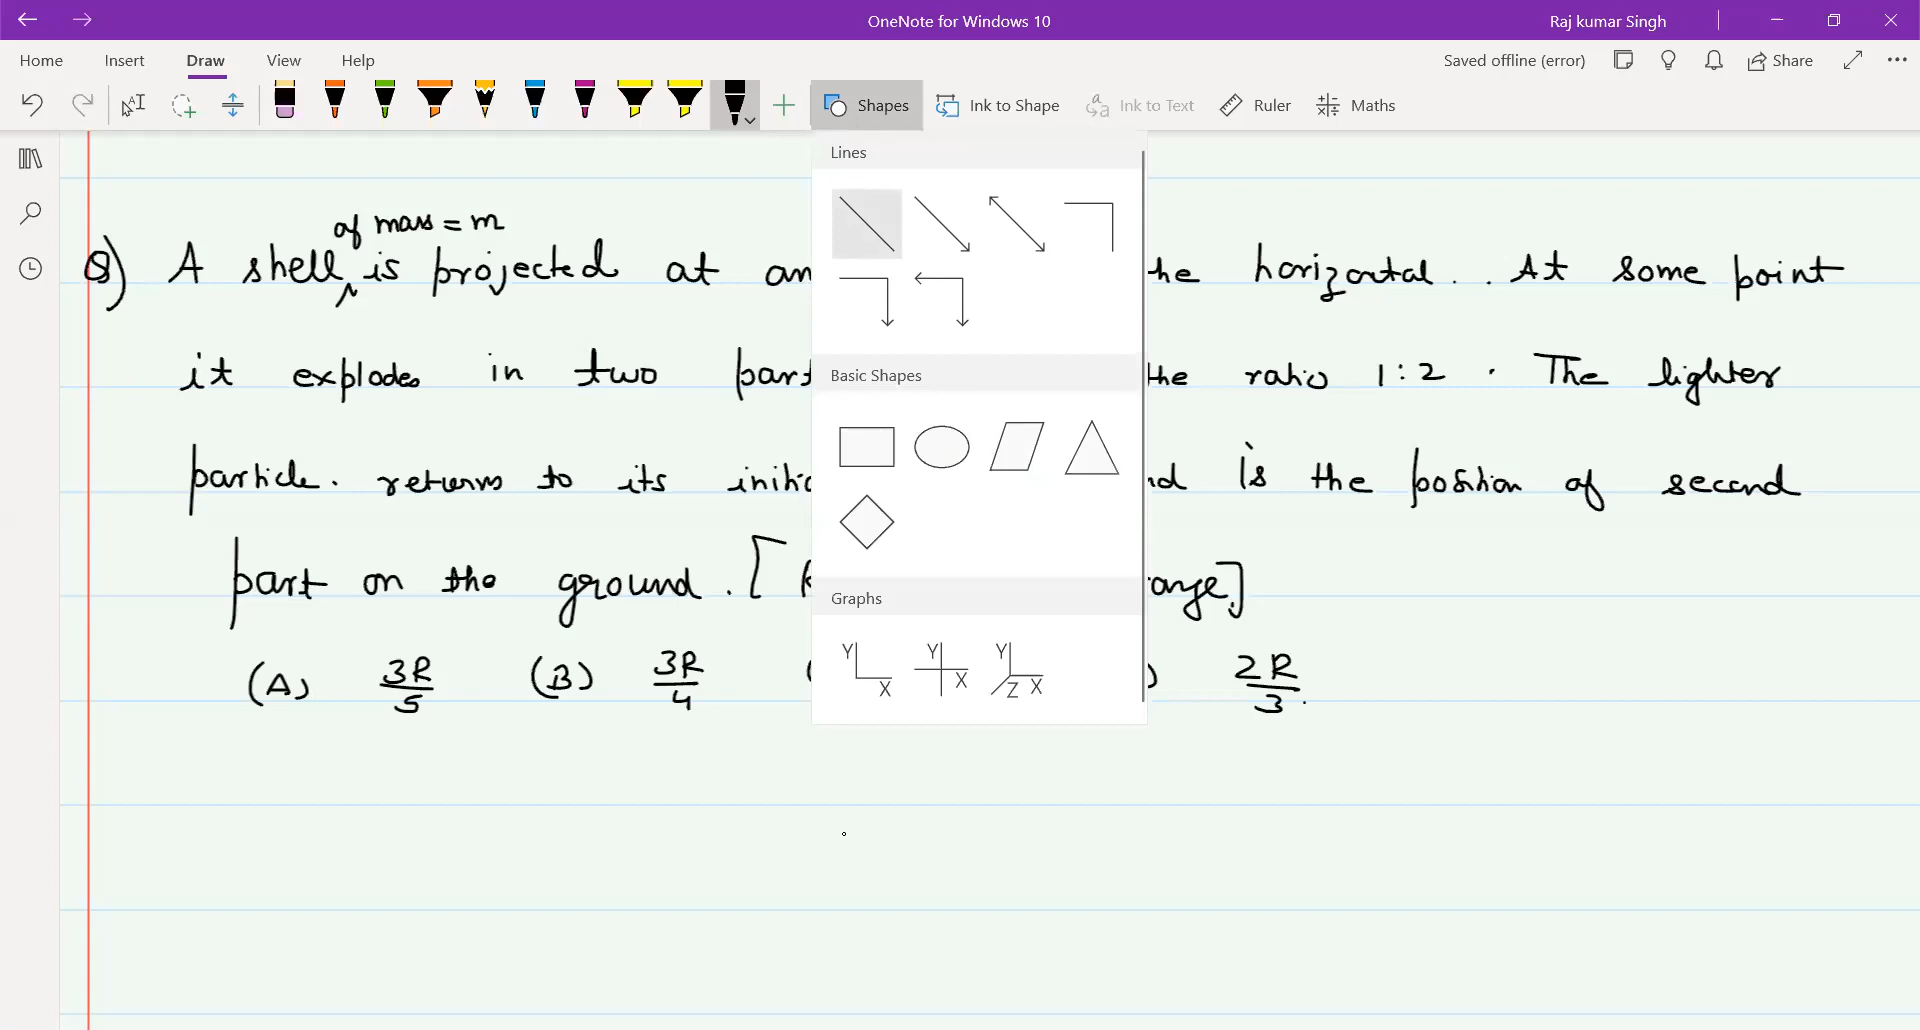 OneNote for Windows 10
Raj kumar Singh
Home Insert Draw View Help
Saved offline (error) Share
Shapes Ink to Shape Ink to Text Ruler Maths
Lines
of mass = m
Q) A shell is projected at an he horizontal.. At some point
it explodes in two part the ratio 1:2 . The lighter
Basic Shapes
particle. returns to its initia nd is the position of second
part on the ground. [ ange]
Graphs
Y X Y X Y Z X
(A) 3R/5 (B) 3R/4 ( ) 2R/3.